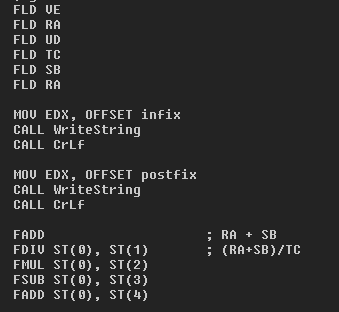 FLD VE
FLD RA
FLD UD
FLD TC
FLD SB
FLD RA
MOV EDX, OFFSET infix
CALL WriteString
CALL CrLf
MOV EDX, OFFSET postfix
CALL WriteString
CALL CrLf
FADD ; RA + SB
FDIV ST(0), ST(1) ; (RA+SB)/TC
FMUL ST(0), ST(2)
FSUB ST(0), ST(3)
FADD ST(0), ST(4)